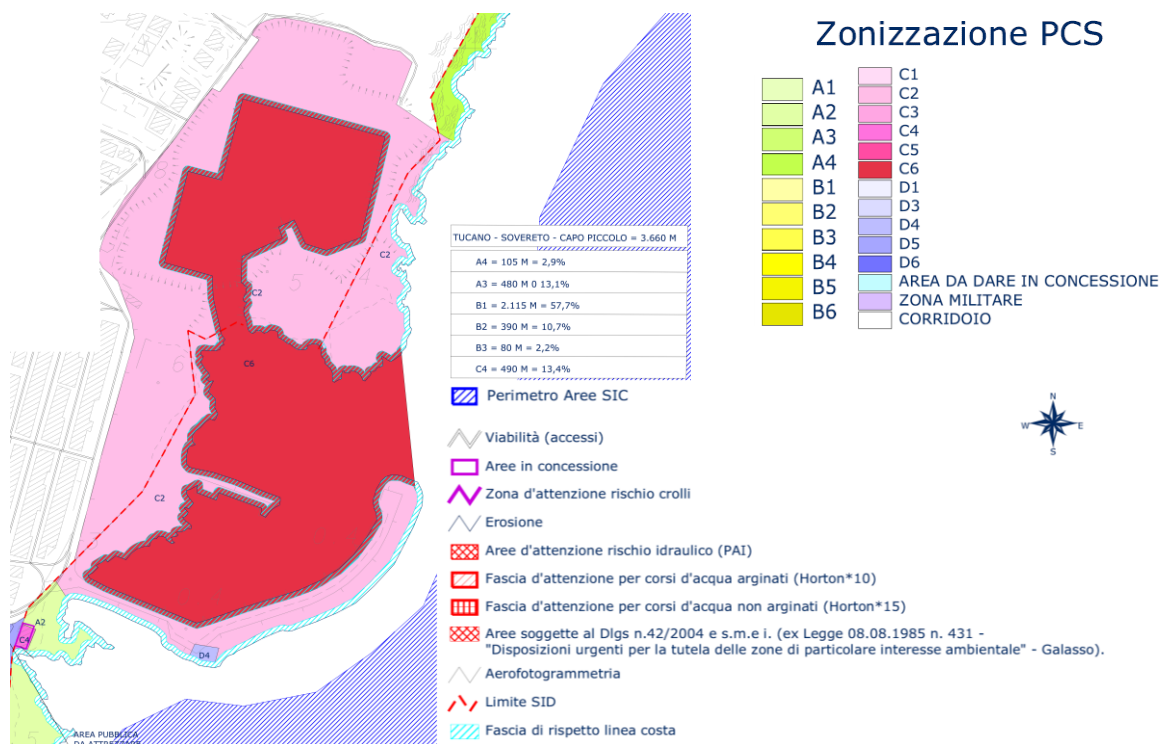 Zonizzazione PCS
A1
A2
A3
A4
B1
B2
B3
B4
B5
B6
C1
C2
C3
C4
C5
C6
D1
D3
D4
D5
D6
AREA DA DARE IN CONCESSIONE
ZONA MILITARE
CORRIDOIO
TUCANO - SOVERETO - CAPO PICCOLO = 3.660 M
A4 = 105 M = 2,9%
A3 = 480 M 0 13,1%
B1 = 2.115 M = 57,7%
B2 = 390 M = 10,7%
B3 = 80 M = 2,2%
C4 = 490 M = 13,4%
Perimetro Aree SIC
Viabilità (accessi)
Aree in concessione
Zona d'attenzione rischio crolli
Erosione
Aree d'attenzione rischio idraulico (PAI)
Fascia d'attenzione per corsi d'acqua arginati (Horton*10)
Fascia d'attenzione per corsi d'acqua non arginati (Horton*15)
Aree soggette al Dlgs n.42/2004 e s.m.e i. (ex Legge 08.08.1985 n. 431 -
"Disposizioni urgenti per la tutela delle zone di particolare interesse ambientale" - Galasso).
Aerofotogrammetria
Limite SID
Fascia di rispetto linea costa
N
W
E
S
C2
C2
5
6
C6
C2
A2
C4
D4
AREA PUBBLICA
DA ATTREZZARE